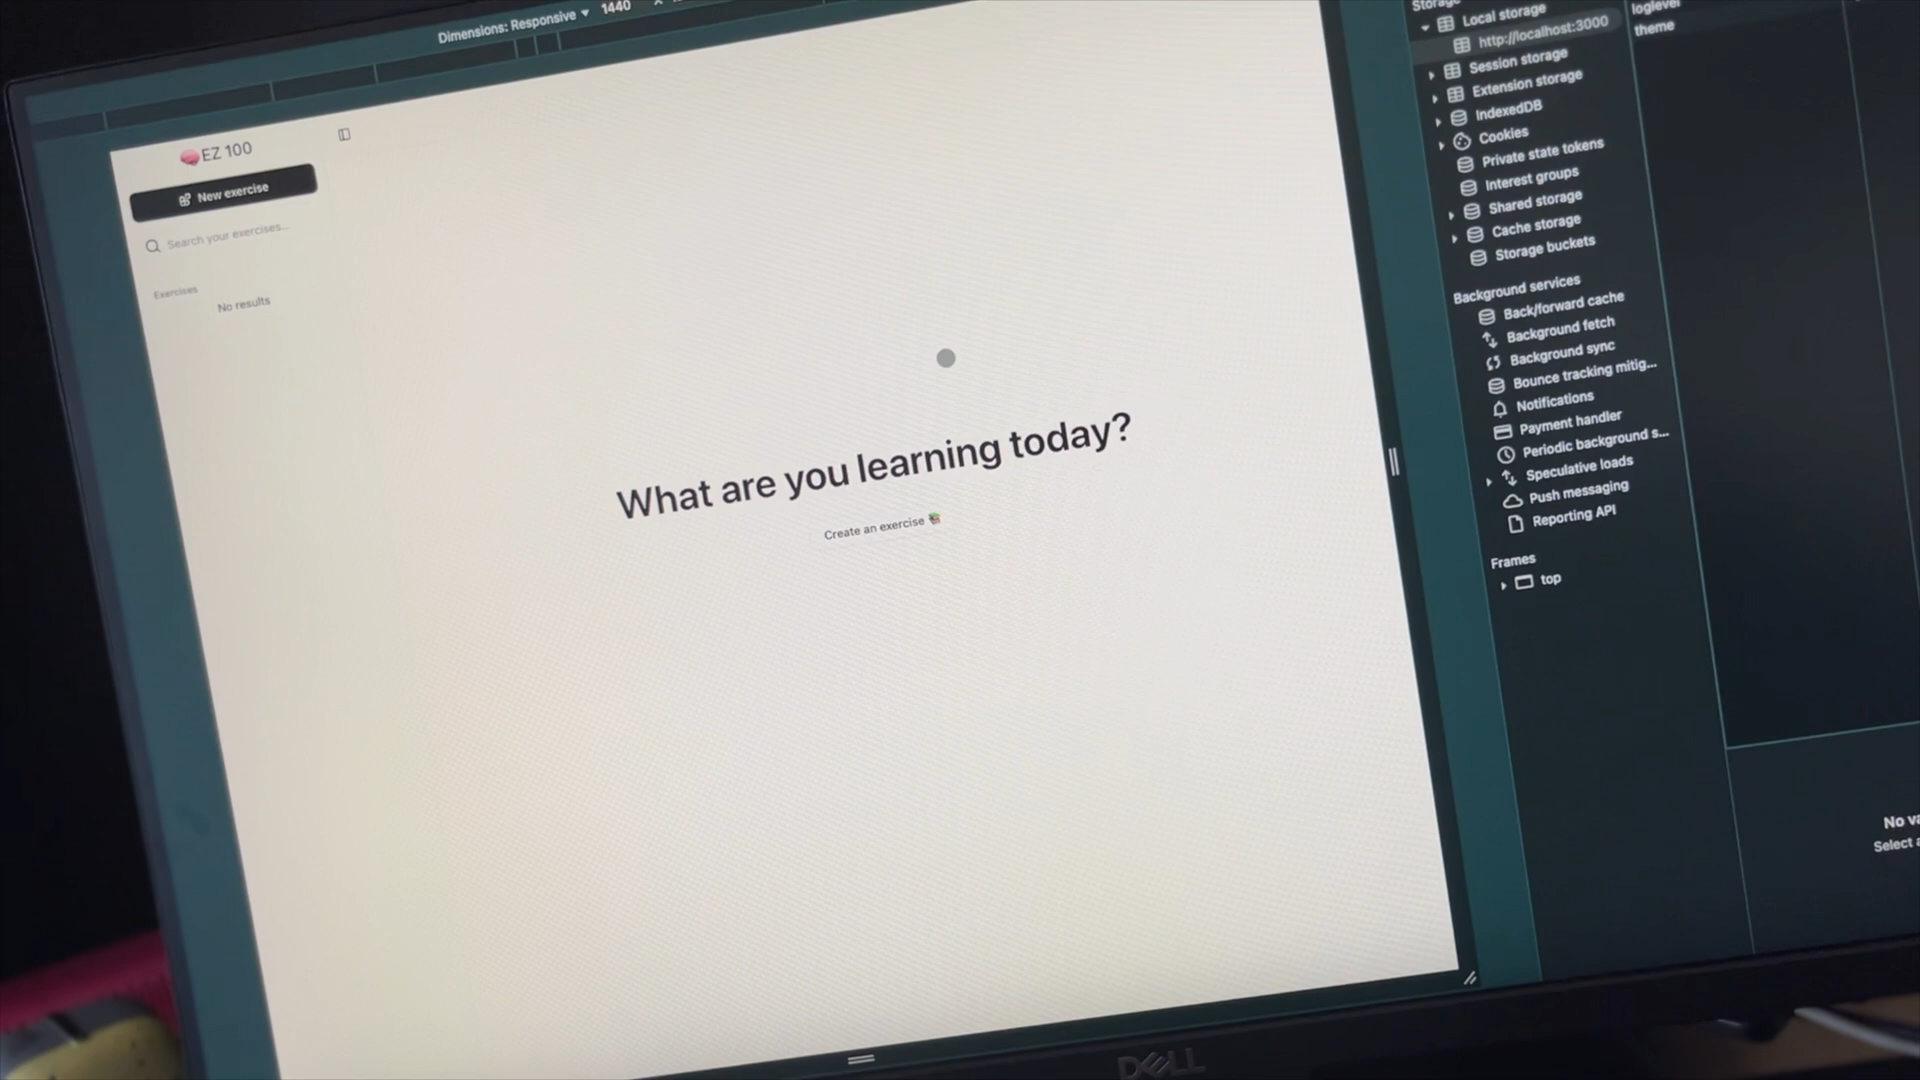 Dimensions: Responsive
1440
EZ 100
New exercise
Search your exercises...
Exercises
No results
What are you learning today?
Create an exercise
Storage
Local storage
http://localhost:3000
Session storage
Extension storage
IndexedDB
Cookies
Private state tokens
Interest groups
Shared storage
Cache storage
Storage buckets
Background services
Back/forward cache
Background fetch
Background sync
Bounce tracking mitig...
Notifications
Payment handler
Periodic background s...
Speculative loads
Push messaging
Reporting API
Frames
top
loglevel
theme
No va
Select a
DELL